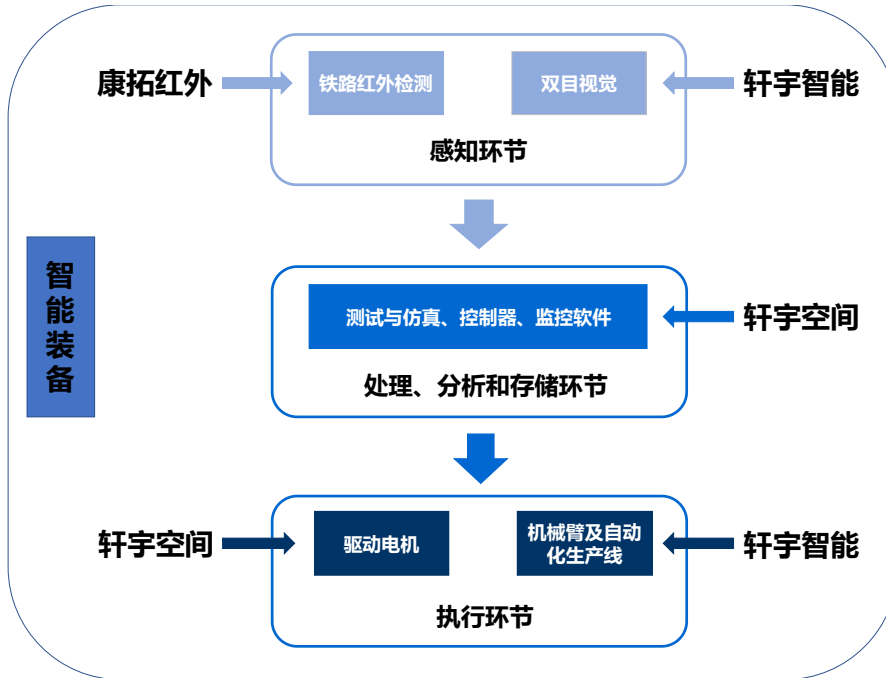 康拓红外
铁路红外检测
双目视觉
轩宇智能
感知环节
智
能
装
备
测试与仿真、控制器、监控软件
轩宇空间
处理、分析和存储环节
轩宇空间
驱动电机
机械臂及自动
化生产线
轩宇智能
执行环节